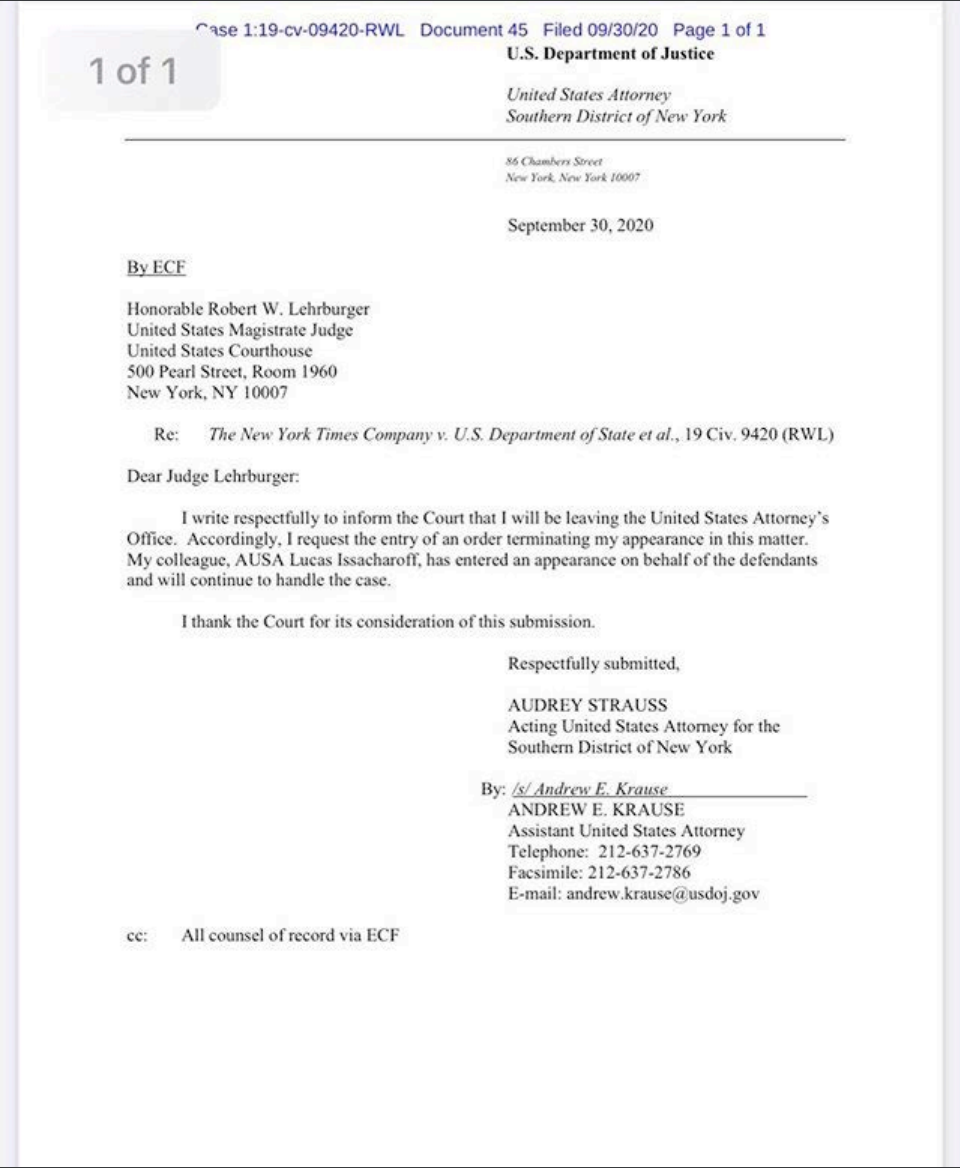 Case 1:19-cv-09420-RWL Document 45 Filed 09/30/20 Page 1 of 1
1 of 1
U.S. Department of Justice
United States Attorney
Southern District of New York
86 Chambers Street
New York, New York 10007
September 30, 2020
By ECF
Honorable Robert W. Lehrburger
United States Magistrate Judge
United States Courthouse
500 Pearl Street, Room 1960
New York, NY 10007
Re: The New York Times Company v. U.S. Department of State et al., 19 Civ. 9420 (RWL)
Dear Judge Lehrburger:
I write respectfully to inform the Court that I will be leaving the United States Attorney's
Office. Accordingly, I request the entry of an order terminating my appearance in this matter.
My colleague, AUSA Lucas Issacharoff, has entered an appearance on behalf of the defendants
and will continue to handle the case.
I thank the Court for its consideration of this submission.
Respectfully submitted,
AUDREY STRAUSS
Acting United States Attorney for the
Southern District of New York
By: /s/ Andrew E. Krause
ANDREW E. KRAUSE
Assistant United States Attorney
Telephone: 212-637-2769
Facsimile: 212-637-2786
E-mail: andrew.krause@usdoj.gov
cc: All counsel of record via ECF